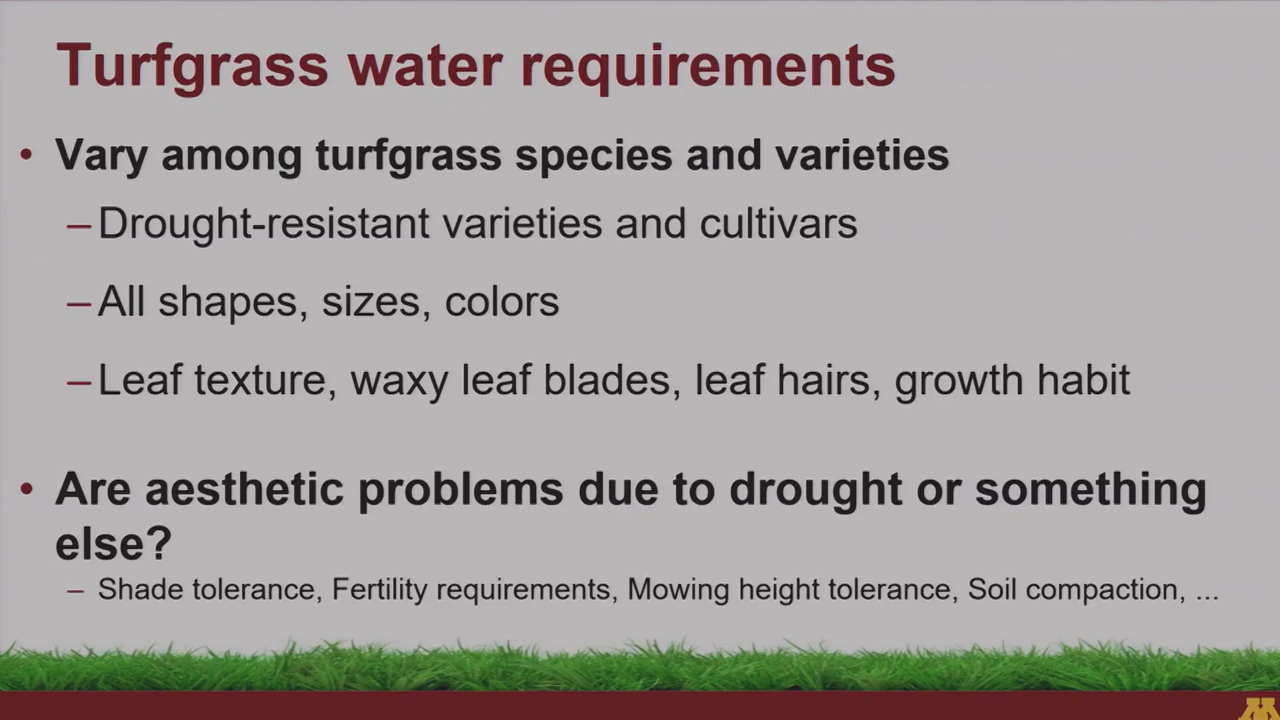 Turfgrass water requirements
• Vary among turfgrass species and varieties
– Drought-resistant varieties and cultivars
– All shapes, sizes, colors
– Leaf texture, waxy leaf blades, leaf hairs, growth habit
• Are aesthetic problems due to drought or something
else?
– Shade tolerance, Fertility requirements, Mowing height tolerance, Soil compaction, ...
M